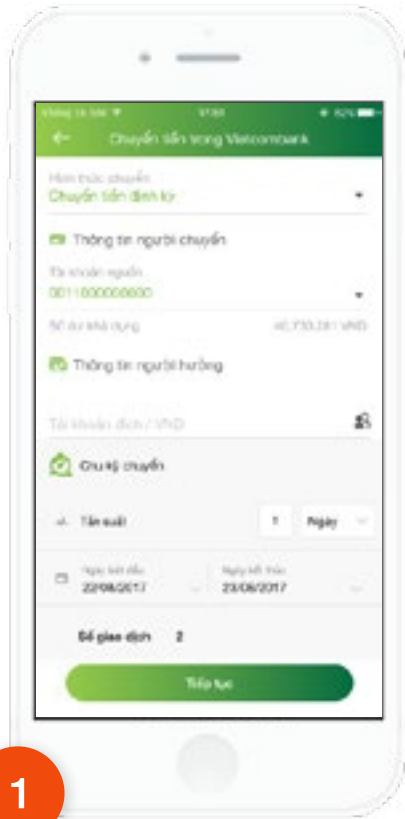 Chuyển tiền trong Vietcombank
Hình thức chuyển
Chuyển tiền định kỳ
Thông tin người chuyển
Tài khoản nguồn
Số dư khả dụng VND
Thông tin người hưởng
Tài khoản đích / VND
Chu kỳ chuyển
Tần suất 1 Ngày
Ngày bắt đầu Ngày kết thúc
22/06/2017 23/06/2017
Số giao dịch 2
Tiếp tục
1